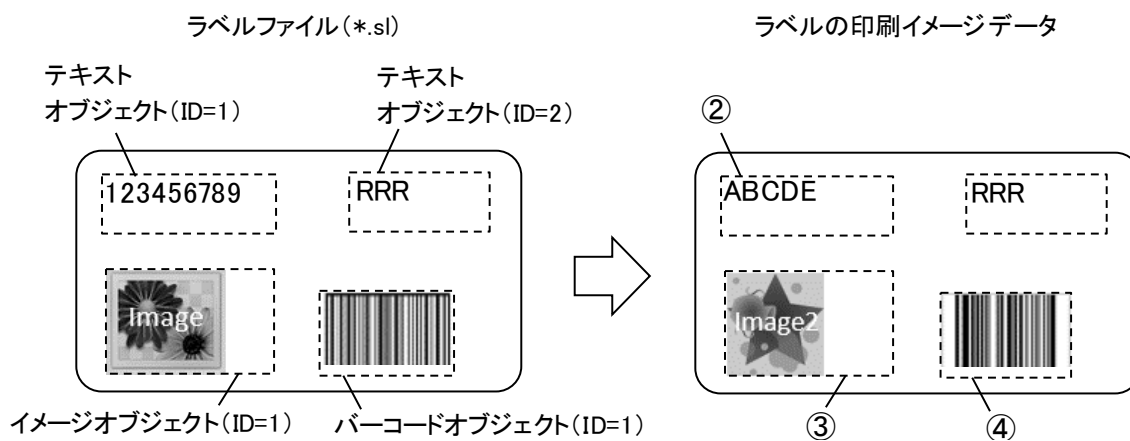 ラベルファイル(*.sl)
ラベルの印刷イメージデータ
テキスト
オブジェクト(ID=1)
テキスト
オブジェクト(ID=2)
②
123456789
RRR
ABCDE
RRR
Image
Image2
イメージオブジェクト(ID=1)
バーコードオブジェクト(ID=1)
③
④